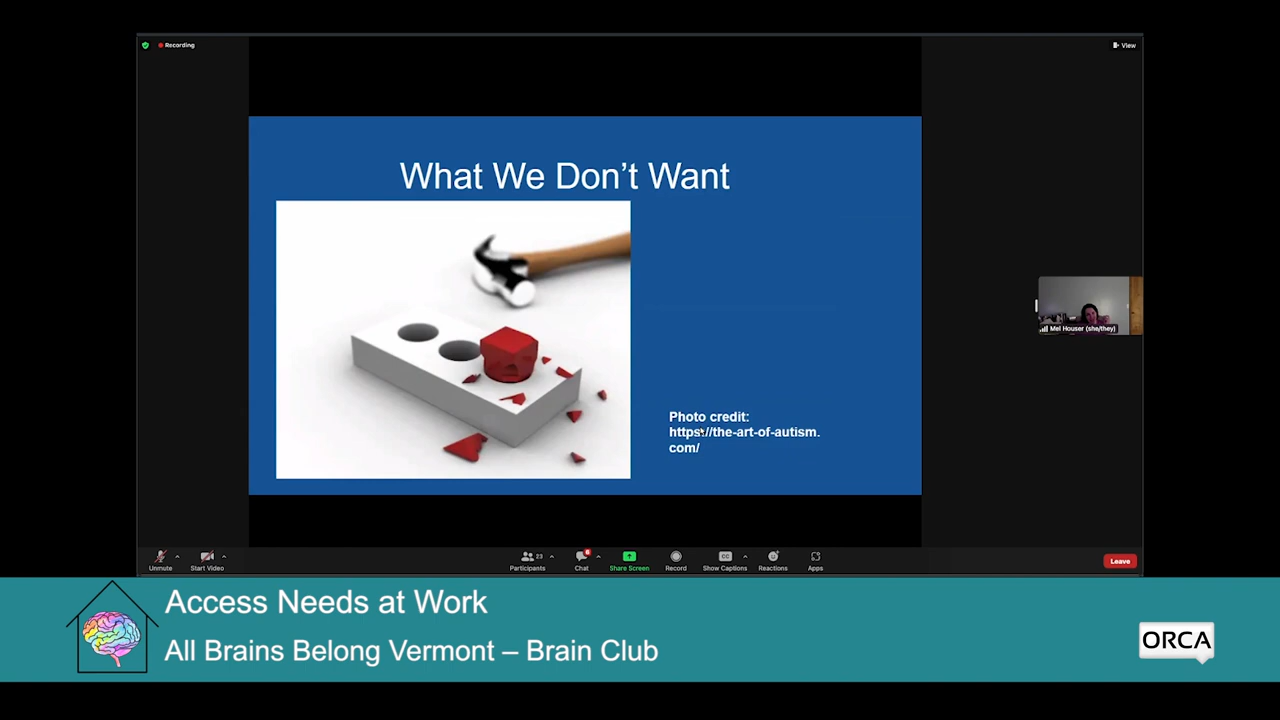 Recording
View
What We Don't Want
Photo credit:
https://the-art-of-autism.
com/
Mel Houser (she/they)
Unmute
Start Video
23
Participants
6
Chat
Share Screen
Record
CC
Show Captions
Reactions
Apps
Leave
Access Needs at Work
All Brains Belong Vermont – Brain Club
ORCA